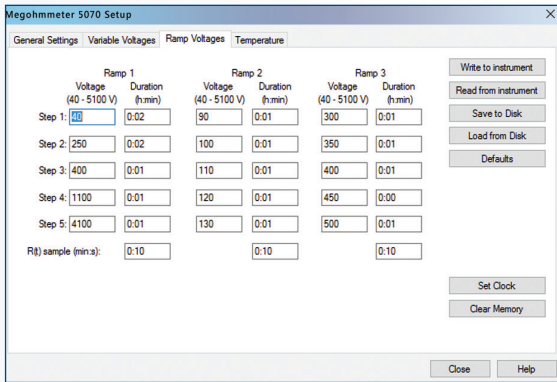 Megohmmeter 5070 Setup
General Settings Variable Voltages Ramp Voltages Temperature
Ramp 1 Ramp 2 Ramp 3
Voltage Duration Voltage Duration Voltage Duration
(40 - 5100 V) (h:min) (40 - 5100 V) (h:min) (40 - 5100 V) (h:min)
Step 1: 40 0:02 90 0:01 300 0:01
Step 2: 250 0:02 100 0:01 350 0:01
Step 3: 400 0:01 110 0:01 400 0:01
Step 4: 1100 0:01 120 0:01 450 0:00
Step 5: 4100 0:01 130 0:01 500 0:01
R(t) sample (min:s): 0:10 0:10 0:10
Write to instrument
Read from instrument
Save to Disk
Load from Disk
Defaults
Set Clock
Clear Memory
Close Help